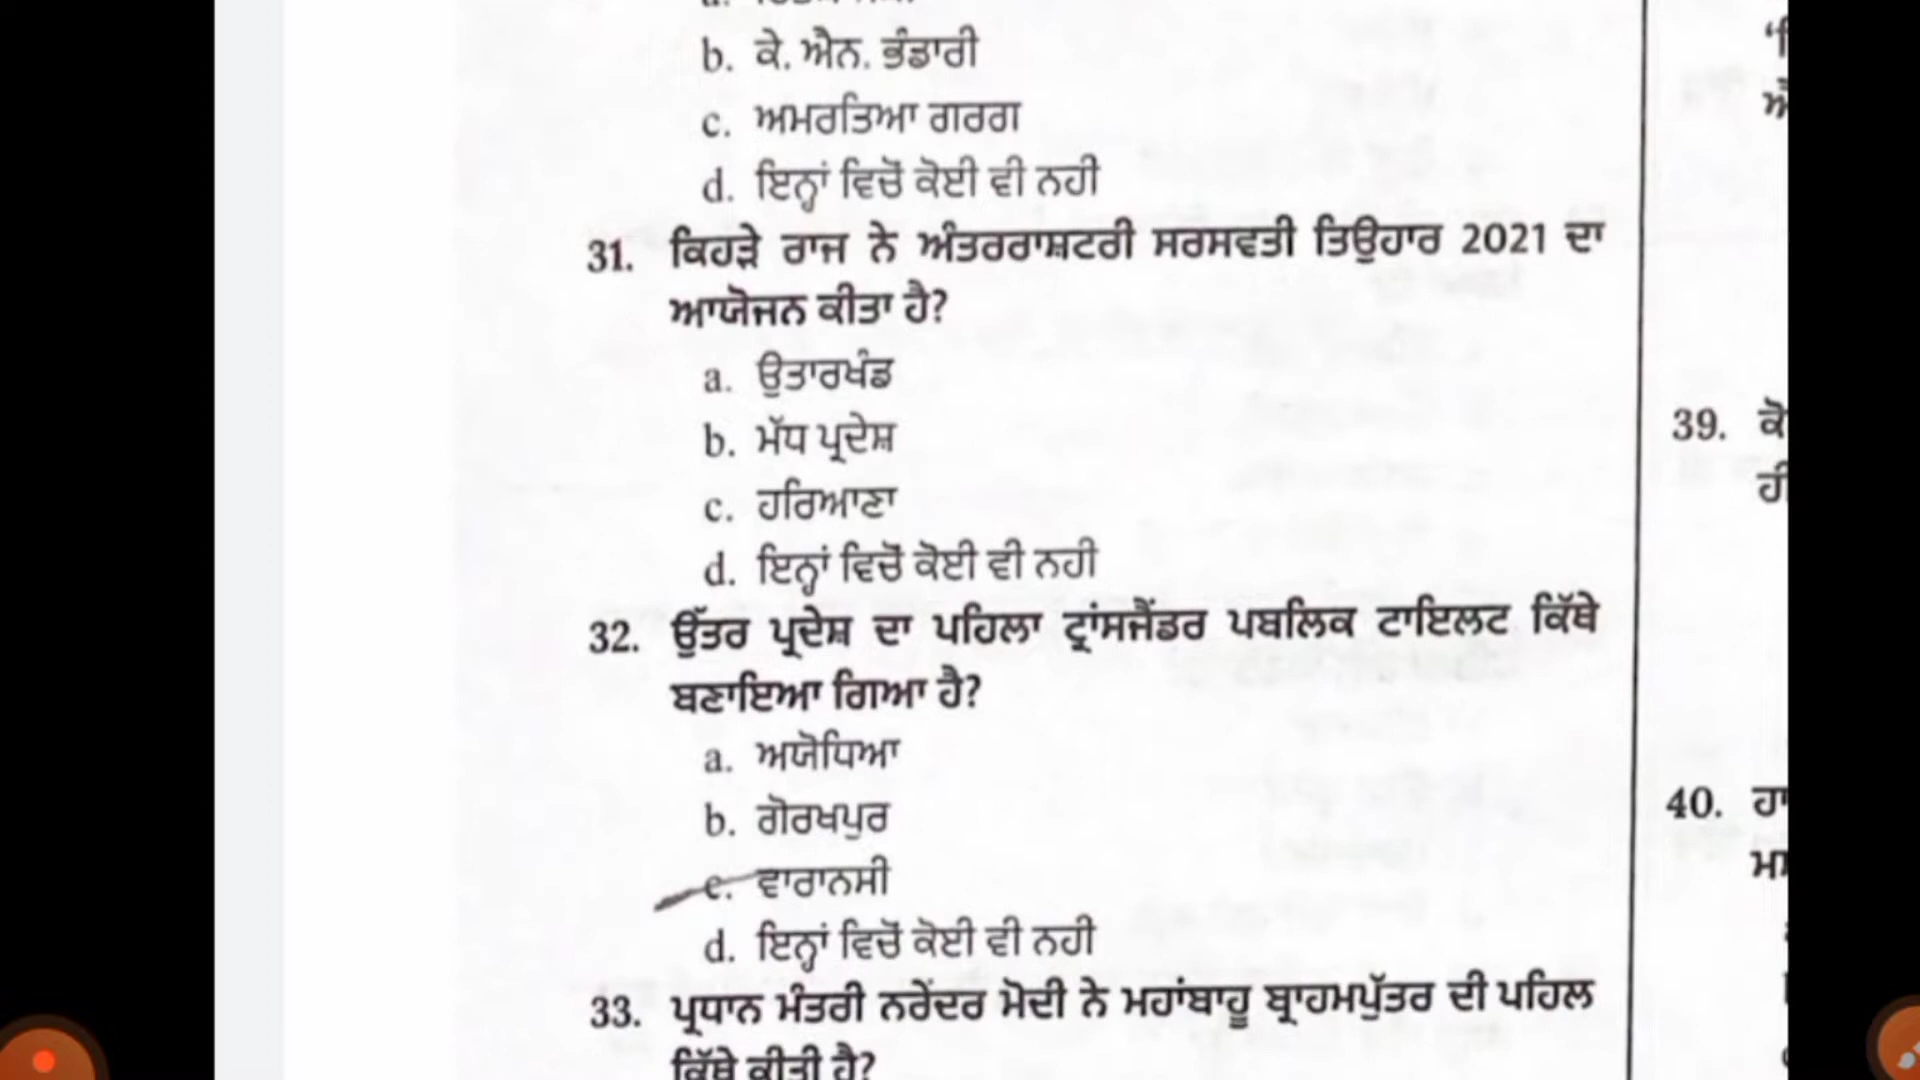 b. ਕੇ. ਐਨ. ਭੰਡਾਰੀ
c. ਅਮਰਤਿਆ ਗਰਗ
d. ਇਨ੍ਹਾਂ ਵਿਚੋਂ ਕੋਈ ਵੀ ਨਹੀ
31. ਕਿਹੜੇ ਰਾਜ ਨੇ ਅੰਤਰਰਾਸ਼ਟਰੀ ਸਰਸਵਤੀ ਤਿਉਹਾਰ 2021 ਦਾ
ਆਯੋਜਨ ਕੀਤਾ ਹੈ?
a. ਉਤਾਰਖੰਡ
b. ਮੱਧ ਪ੍ਰਦੇਸ਼
c. ਹਰਿਆਣਾ
d. ਇਨ੍ਹਾਂ ਵਿਚੋਂ ਕੋਈ ਵੀ ਨਹੀ
32. ਉੱਤਰ ਪ੍ਰਦੇਸ਼ ਦਾ ਪਹਿਲਾ ਟ੍ਰਾਂਸਜੈਂਡਰ ਪਬਲਿਕ ਟਾਇਲਟ ਕਿੱਥੇ
ਬਣਾਇਆ ਗਿਆ ਹੈ?
a. ਅਯੋਧਿਆ
b. ਗੋਰਖਪੁਰ
c. ਵਾਰਾਨਸੀ
d. ਇਨ੍ਹਾਂ ਵਿਚੋਂ ਕੋਈ ਵੀ ਨਹੀ
33. ਪ੍ਰਧਾਨ ਮੰਤਰੀ ਨਰੇਂਦਰ ਮੋਦੀ ਨੇ ਮਹਾਂਬਾਹੂ ਬ੍ਰਾਹਮਪੁੱਤਰ ਦੀ ਪਹਿਲ
ਕਿੱਥੇ ਕੀਤੀ ਹੈ?
39.
40.